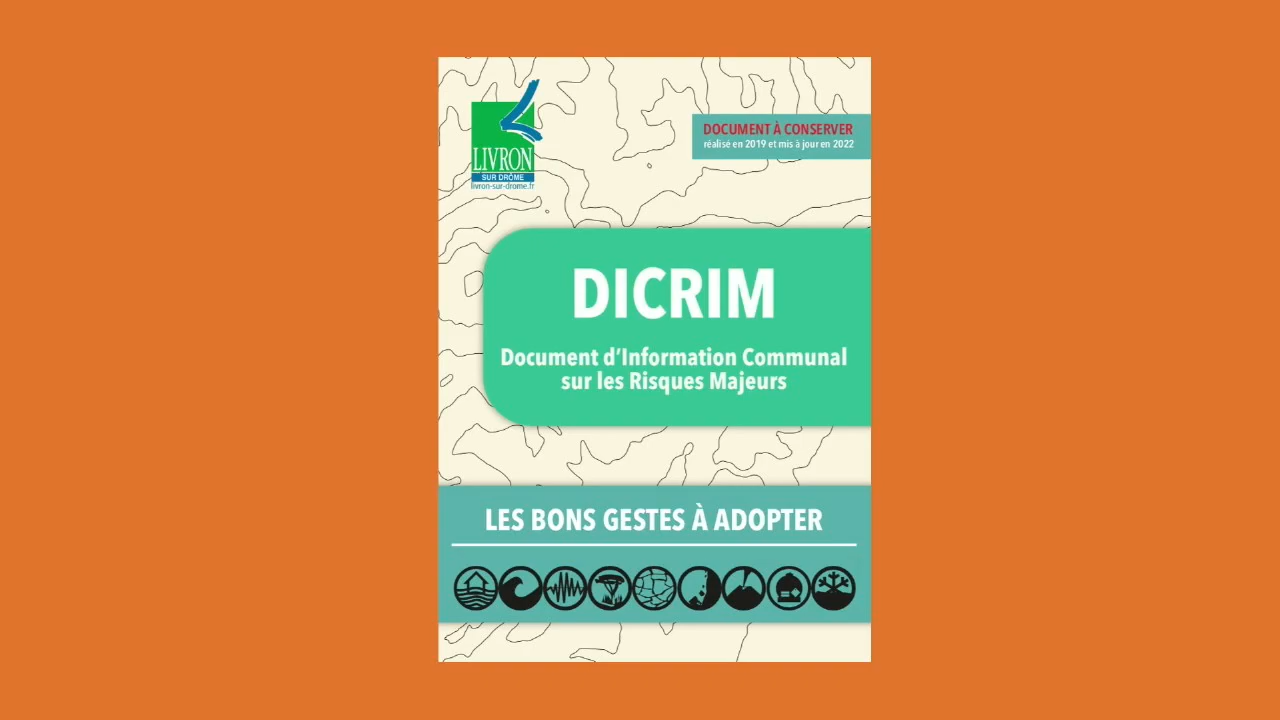 LIVRON
SUR DRÔME
livron-sur-drome.fr
DOCUMENT À CONSERVER
réalisé en 2019 et mis à jour en 2022
DICRIM
Document d'Information Communal
sur les Risques Majeurs
LES BONS GESTES À ADOPTER